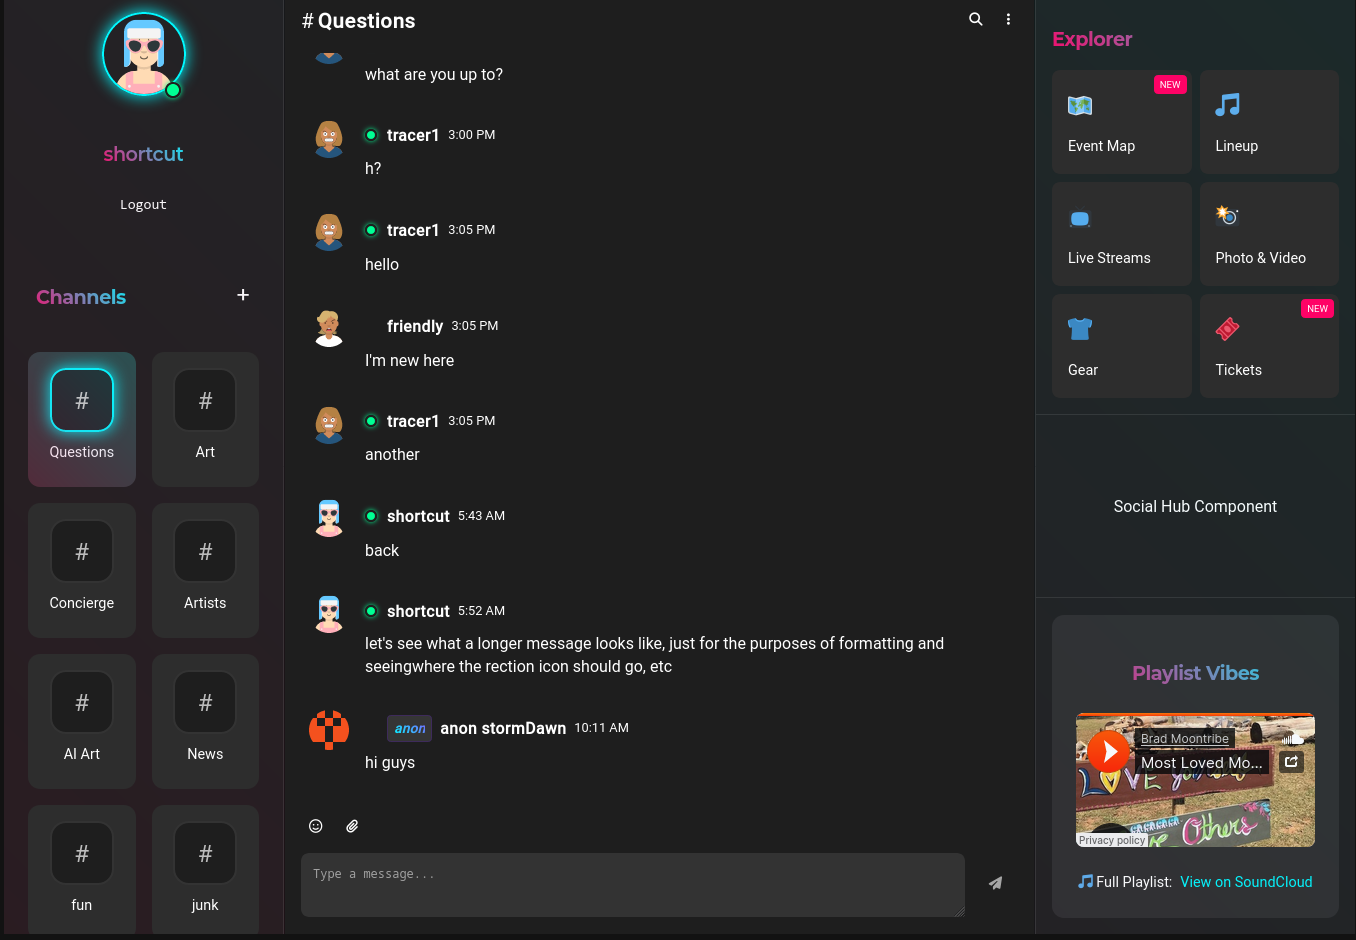 shortcut
Logout
Channels
+
#
Questions
#
Art
#
Concierge
#
Artists
#
AI Art
#
News
#
fun
#
junk
# Questions
what are you up to?
tracer1 3:00 PM
h?
tracer1 3:05 PM
hello
friendly 3:05 PM
I'm new here
tracer1 3:05 PM
another
shortcut 5:43 AM
back
shortcut 5:52 AM
let's see what a longer message looks like, just for the purposes of formatting and
seeingwhere the rection icon should go, etc
anon anon stormDawn 10:11 AM
hi guys
Type a message...
Explorer
NEW
Event Map
Lineup
Live Streams
Photo & Video
Gear
NEW
Tickets
Social Hub Component
Playlist Vibes
Brad Moontribe
Most Loved Mo...
LOVE
Others
Privacy policy
Full Playlist: View on SoundCloud